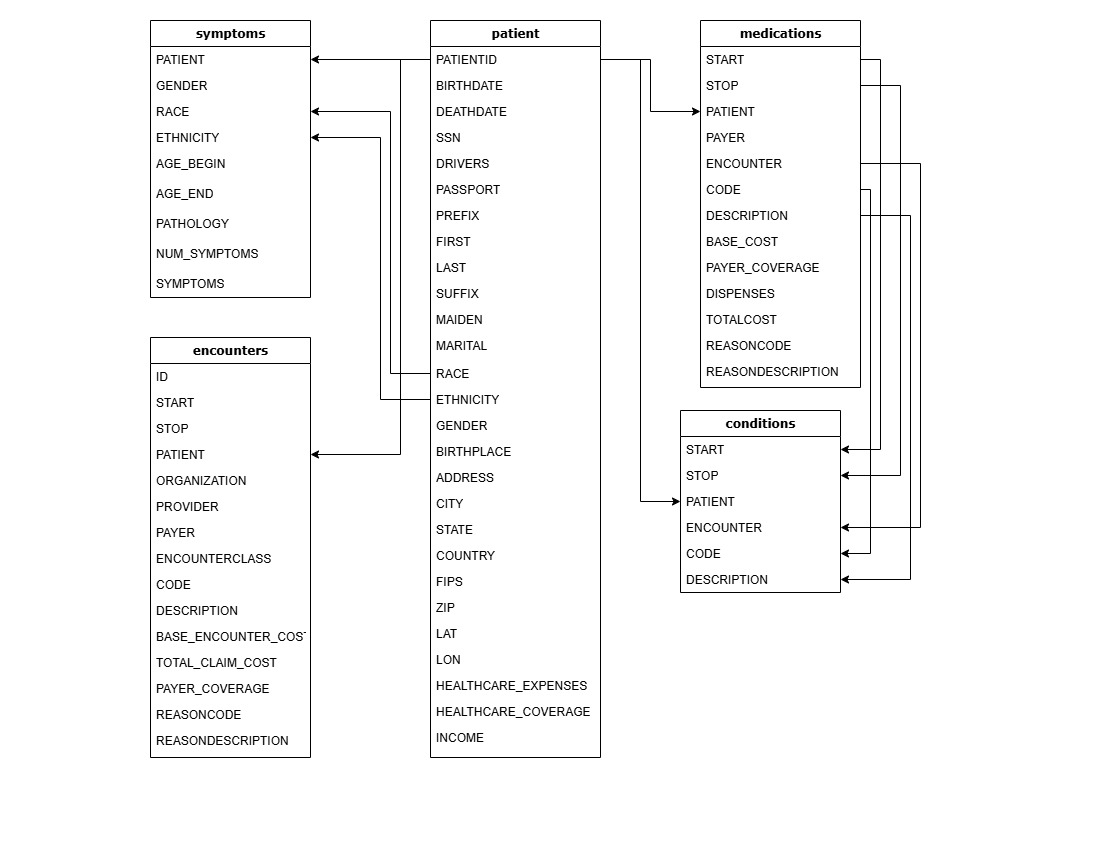 symptoms
PATIENT
GENDER
RACE
ETHNICITY
AGE_BEGIN
AGE_END
PATHOLOGY
NUM_SYMPTOMS
SYMPTOMS
encounters
ID
START
STOP
PATIENT
ORGANIZATION
PROVIDER
PAYER
ENCOUNTERCLASS
CODE
DESCRIPTION
BASE_ENCOUNTER_COS
TOTAL_CLAIM_COST
PAYER_COVERAGE
REASONCODE
REASONDESCRIPTION
patient
PATIENTID
BIRTHDATE
DEATHDATE
SSN
DRIVERS
PASSPORT
PREFIX
FIRST
LAST
SUFFIX
MAIDEN
MARITAL
RACE
ETHNICITY
GENDER
BIRTHPLACE
ADDRESS
CITY
STATE
COUNTRY
FIPS
ZIP
LAT
LON
HEALTHCARE_EXPENSES
HEALTHCARE_COVERAGE
INCOME
medications
START
STOP
PATIENT
PAYER
ENCOUNTER
CODE
DESCRIPTION
BASE_COST
PAYER_COVERAGE
DISPENSES
TOTALCOST
REASONCODE
REASONDESCRIPTION
conditions
START
STOP
PATIENT
ENCOUNTER
CODE
DESCRIPTION